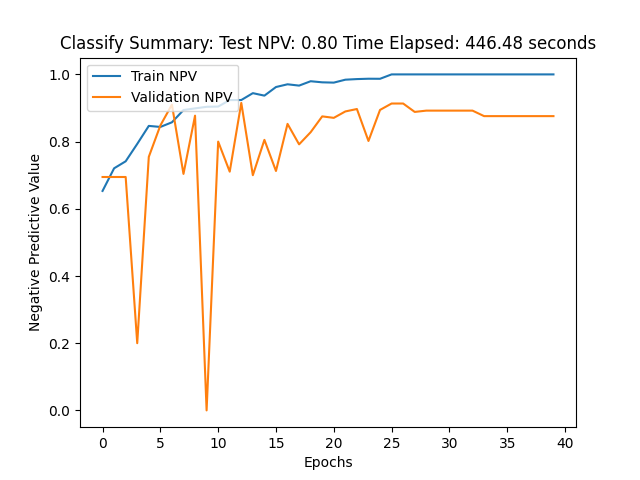 Classify Summary: Test NPV: 0.80 Time Elapsed: 446.48 seconds
Train NPV
Validation NPV
Negative Predictive Value
1.0
0.8
0.6
0.4
0.2
0.0
0 5 10 15 20 25 30 35 40
Epochs